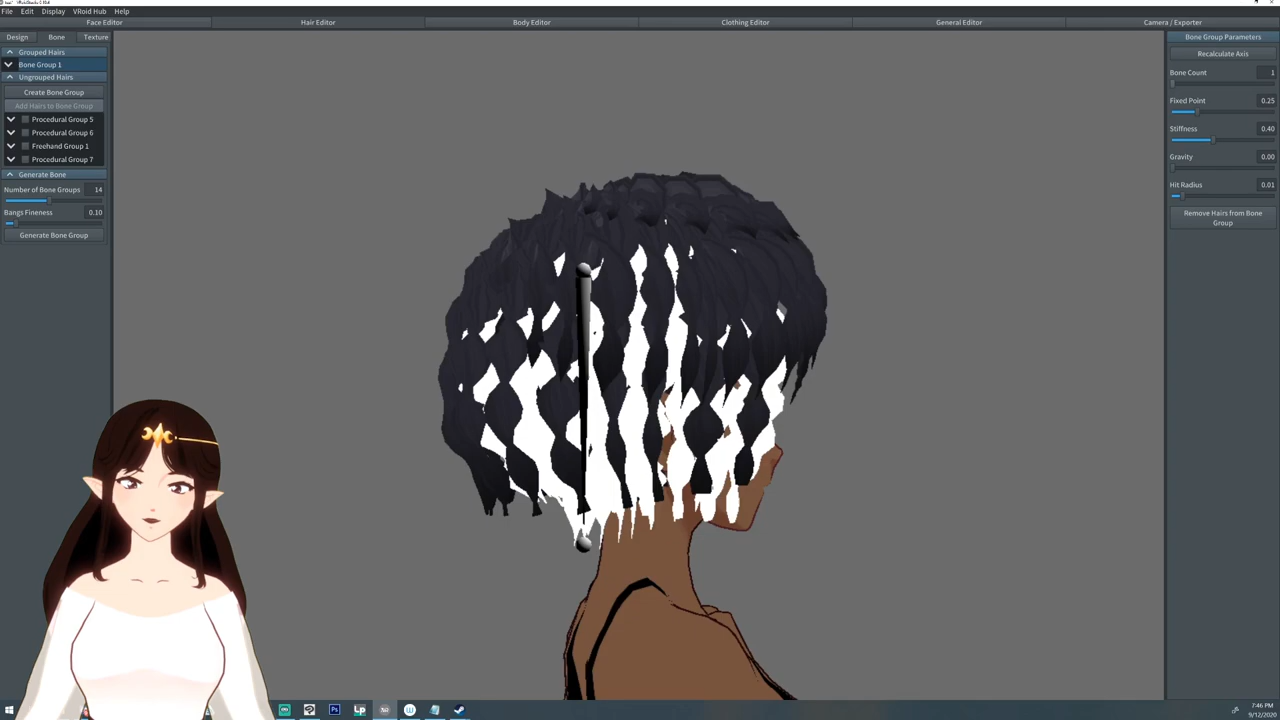 File Edit Display VRoid Hub Help
Face Editor Hair Editor Body Editor Clothing Editor General Editor Camera / Exporter
Design Bone Texture
Grouped Hairs
Bone Group 1
Ungrouped Hairs
Create Bone Group
Add Hairs to Bone Group
Procedural Group 5
Procedural Group 6
Freehand Group 1
Procedural Group 7
Generate Bone
Number of Bone Groups 14
Bangs Fineness 0.10
Generate Bone Group
Bone Group Parameters
Recalculate Axis
Bone Count 1
Fixed Point 0.25
Stiffness 0.40
Gravity 0.00
Hit Radius 0.01
Remove Hairs from Bone
Group
Ps
7:46 PM
9/12/2020